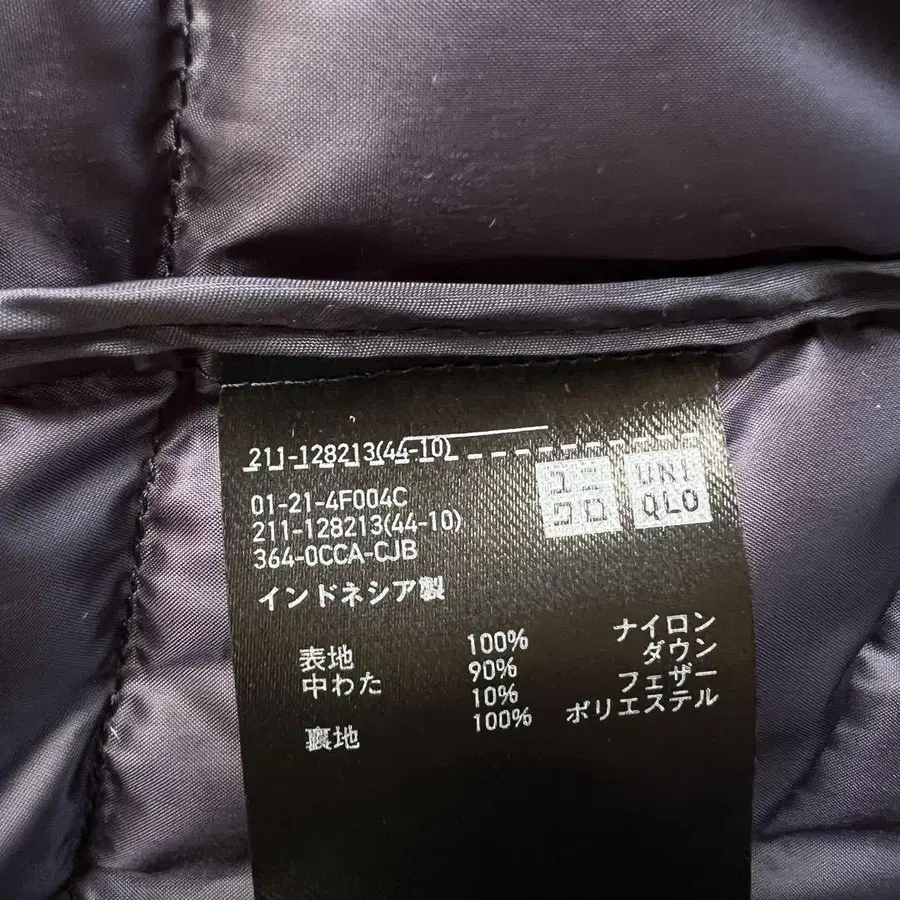 211-128213(44-10)
01-21-4F004C
211-128213(44-10)
364-0CCA-CJB
ユニ
クロ
UNI
QLO
インドネシア製
表地 100% ナイロン
中わた 90% ダウン
10% フェザー
裏地 100% ポリエステル